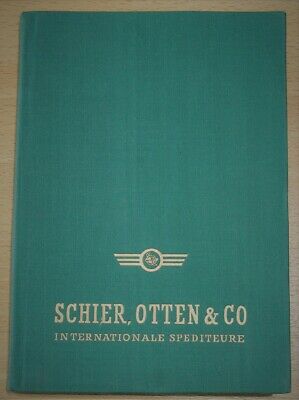 SCHIER, OTTEN & CO
INTERNATIONALE SPEDITEURE